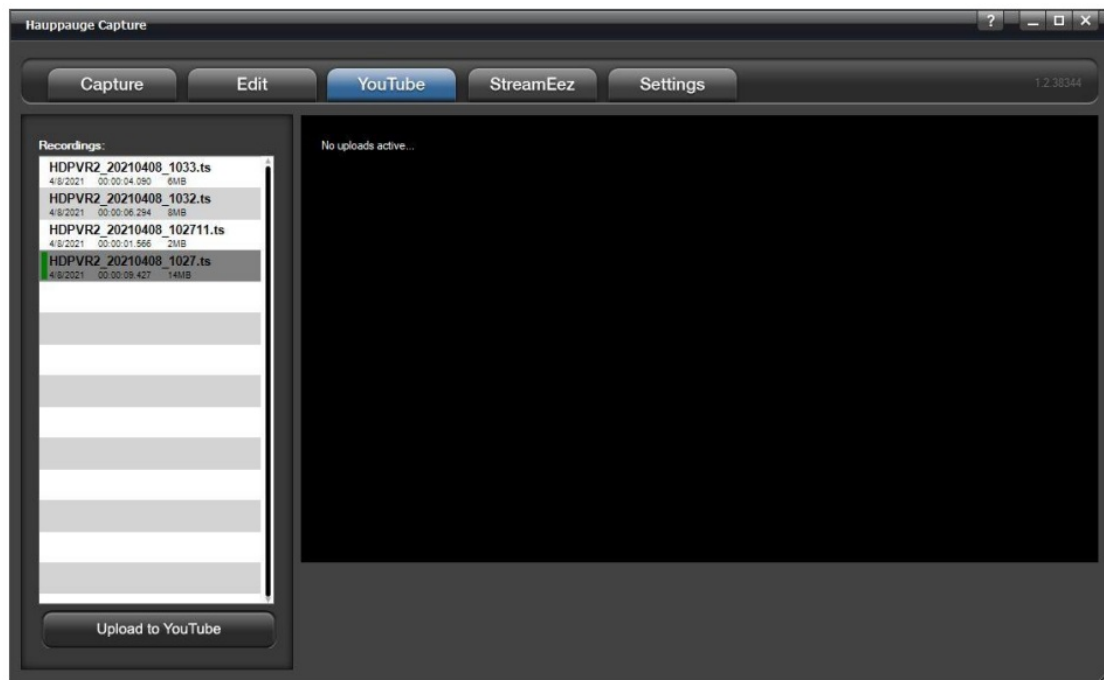 Hauppauge Capture
?
Capture Edit YouTube StreamEez Settings 1.2.38344
Recordings:
HDPVR2_20210408_1033.ts
4/8/2021 00:00:04.090 6MB
HDPVR2_20210408_1032.ts
4/8/2021 00:00:06.294 8MB
HDPVR2_20210408_102711.ts
4/8/2021 00:00:01.566 2MB
HDPVR2_20210408_1027.ts
4/8/2021 00:00:09.427 14MB
Upload to YouTube
No uploads active...